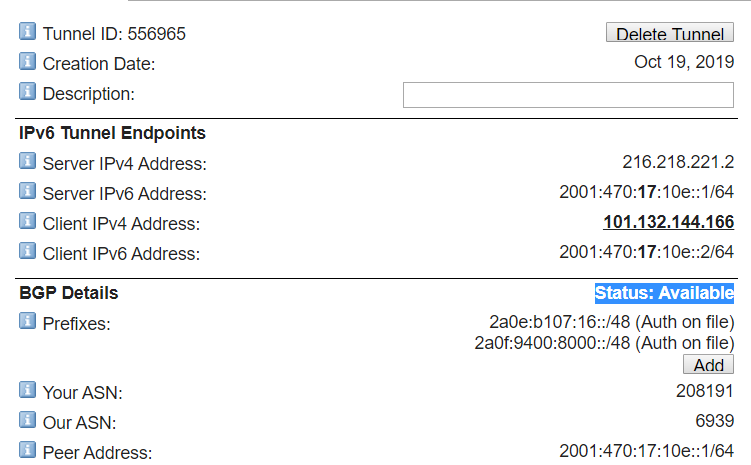 Tunnel ID: 556965 Delete Tunnel
Creation Date: Oct 19, 2019
Description:
IPv6 Tunnel Endpoints
Server IPv4 Address: 216.218.221.2
Server IPv6 Address: 2001:470:17:10e::1/64
Client IPv4 Address: 101.132.144.166
Client IPv6 Address: 2001:470:17:10e::2/64
BGP Details Status: Available
Prefixes: 2a0e:b107:16::/48 (Auth on file)
2a0f:9400:8000::/48 (Auth on file)
Add
Your ASN: 208191
Our ASN: 6939
Peer Address: 2001:470:17:10e::1/64